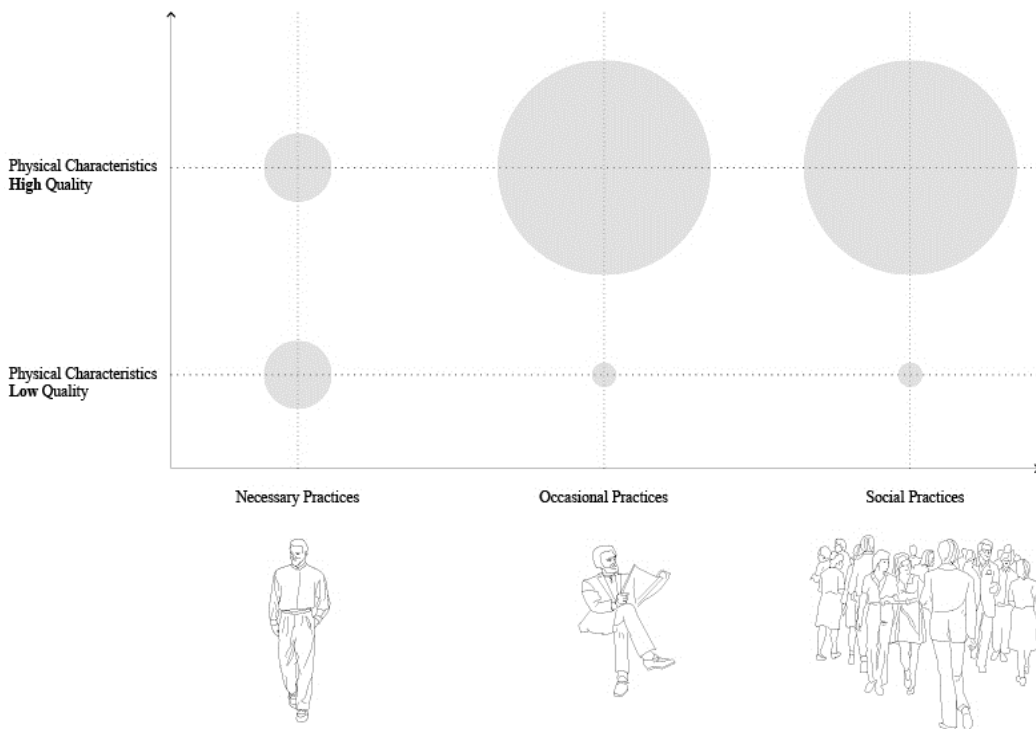 Physical Characteristics
High Quality
Physical Characteristics
Low Quality
Necessary Practices
Occasional Practices
Social Practices